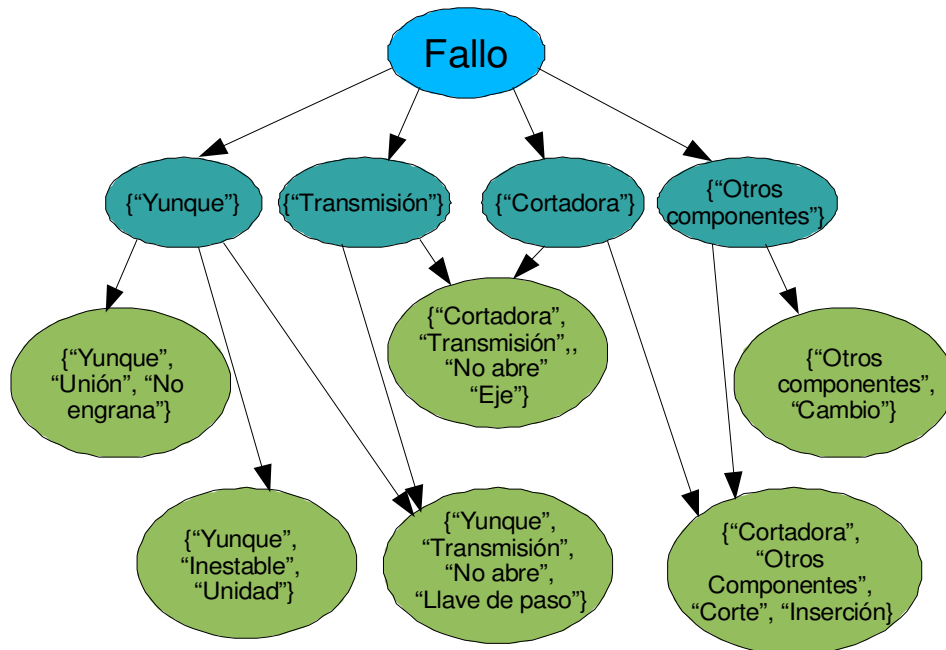 Fallo
{“Yunque”}
{“Transmisión”}
{“Cortadora”}
{“Otros
componentes”}
{“Yunque”,
“Unión”, “No
engrana”}
{“Cortadora”,
“Transmisión”,,
“No abre”
“Eje”}
{“Otros
componentes”,
“Cambio”}
{“Yunque”,
“Inestable”,
“Unidad”}
{“Yunque”,
“Transmisión”,
“No abre”,
“Llave de paso”}
{“Cortadora”,
“Otros
Componentes”,
“Corte”, “Inserción}